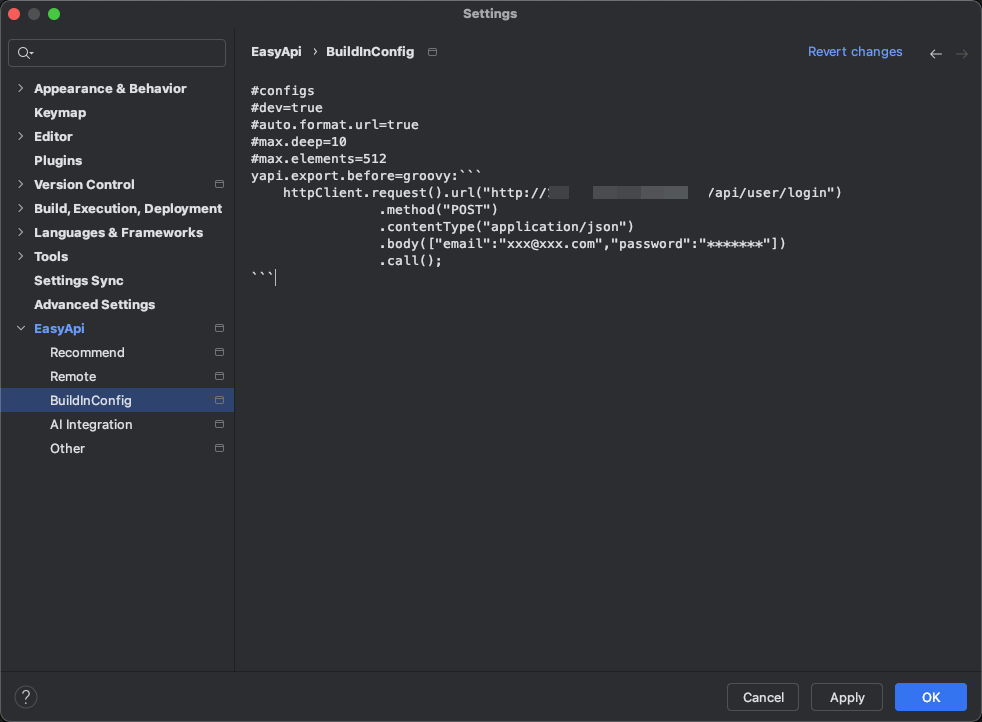 Settings
EasyApi › BuildInConfig
Revert changes
Appearance & Behavior
Keymap
Editor
Plugins
Version Control
Build, Execution, Deployment
Languages & Frameworks
Tools
Settings Sync
Advanced Settings
EasyApi
Recommend
Remote
BuildInConfig
AI Integration
Other
#configs
#dev=true
#auto.format.url=true
#max.deep=10
#max.elements=512
yapi.export.before=groovy:```
httpClient.request().url("http:// /api/user/login")
.method("POST")
.contentType("application/json")
.body(["email":"xxx@xxx.com","password":"*******"])
.call();
```
?
Cancel
Apply
OK